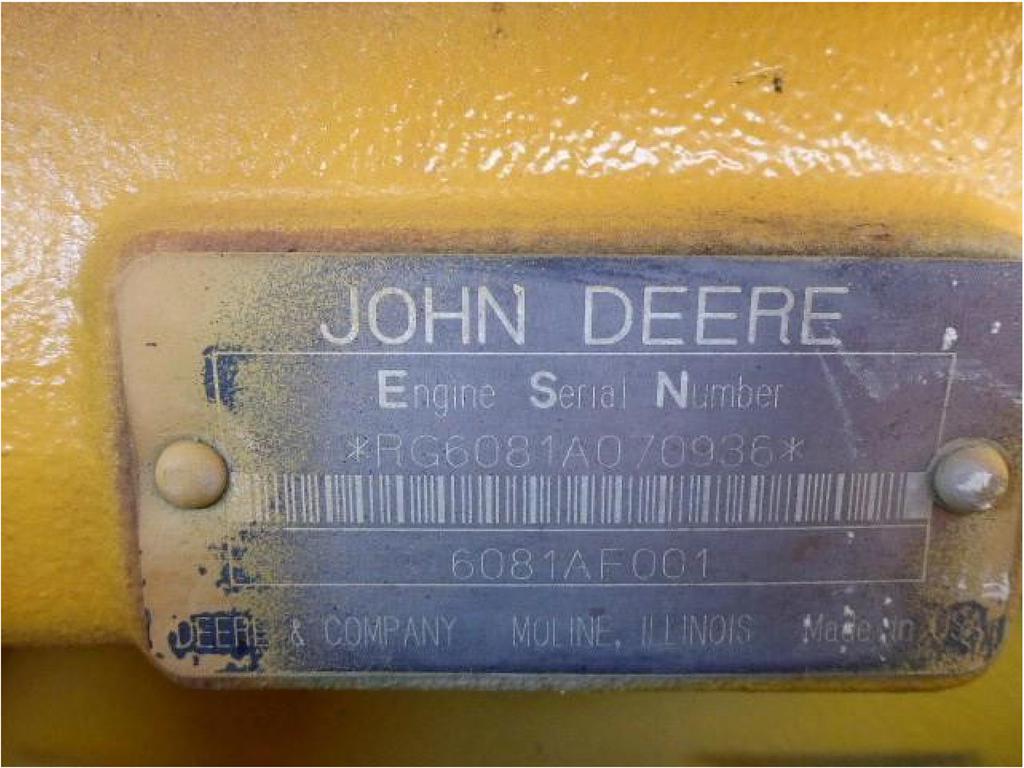 JOHN DEERE
Engine Serial Number
*RG6081A070936*
6081AF001
DEERE & COMPANY MOLINE, ILLINOIS Made in USA